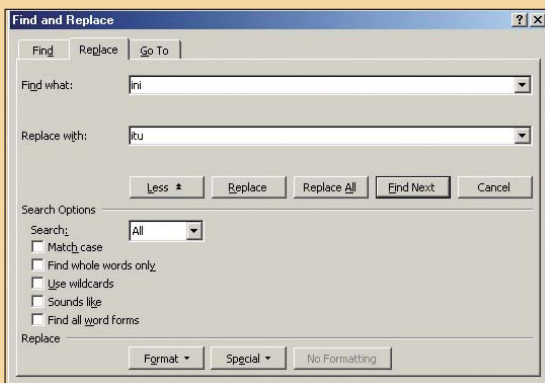 Find and Replace
Find Replace Go To
Find what: ini
Replace with: itu
Less Replace Replace All Find Next Cancel
Search Options
Search: All
Match case
Find whole words only
Use wildcards
Sounds like
Find all word forms
Replace
Format Special No Formatting